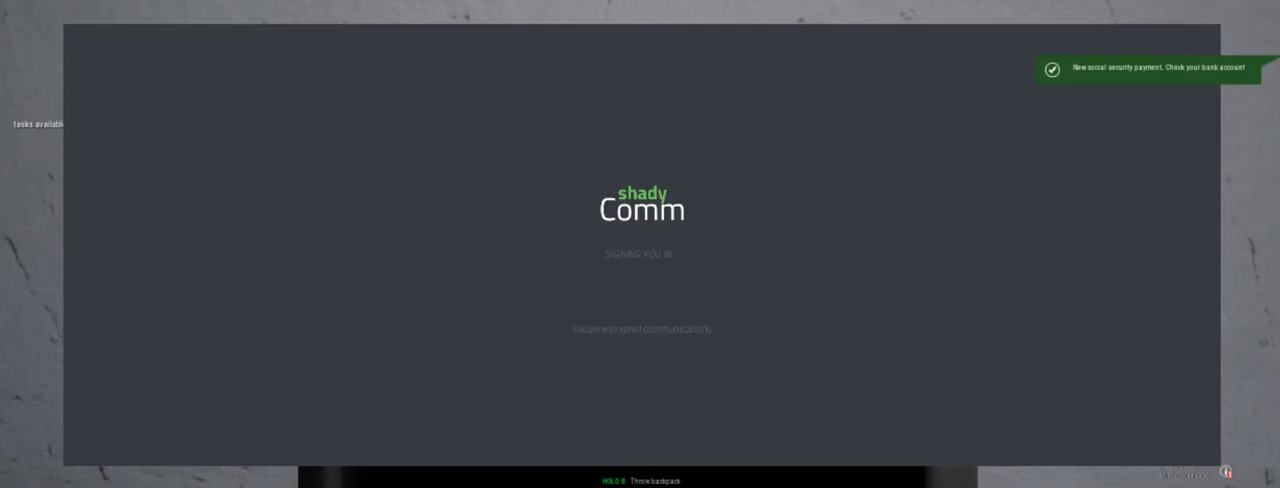 New social security payment. Check your bank account
tasks availabl
shady
Comm
SIGNING YOU IN...
Secure encrypted communications
HOLD B Throw backpack